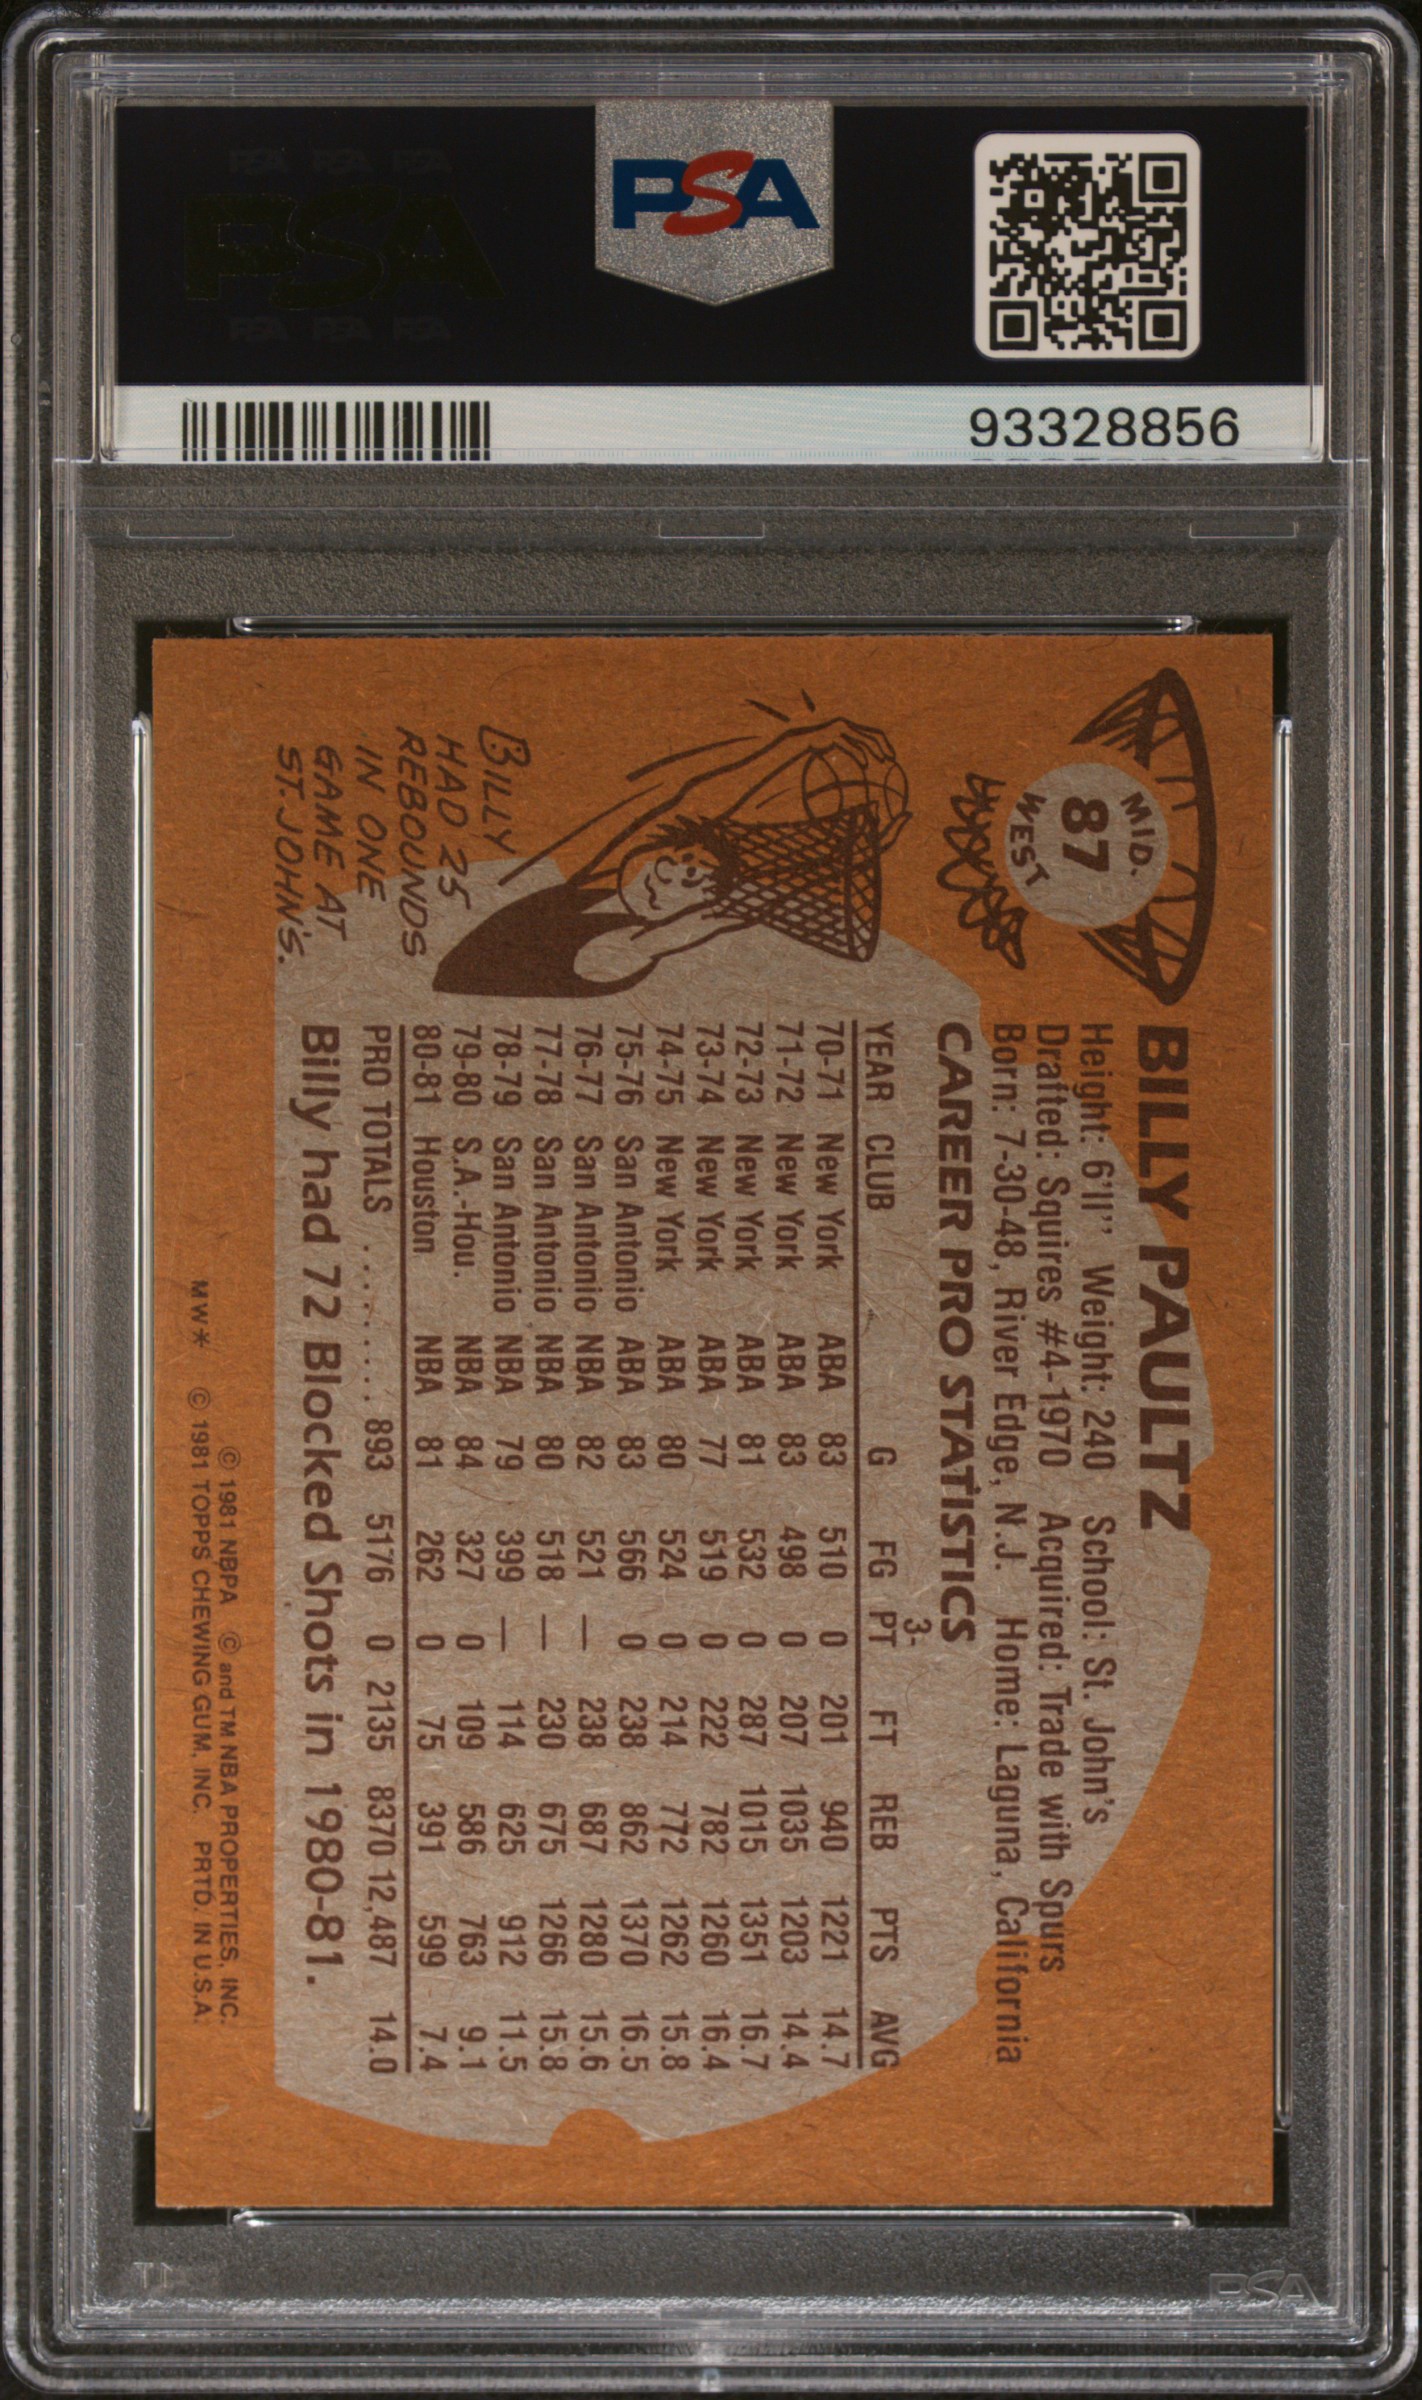 PSA PSA PSA
PSA
PSA PSA PSA
PSA
93328856
MID.
87
WEST
BILLY PAULTZ
Height: 6'11" Weight: 240 School: St. John's
Drafted: Squires #4-1970 Acquired: Trade with Spurs
Born: 7-30-48, River Edge, N.J. Home: Laguna, California
CAREER PRO STATISTICS
YEAR CLUB G FG 3-PT FT REB PTS AVG
70-71 New York ABA 83 510 0 201 940 1221 14.7
71-72 New York ABA 83 498 0 207 1035 1203 14.4
72-73 New York ABA 81 532 0 287 1015 1351 16.7
73-74 New York ABA 77 519 0 222 782 1260 16.4
74-75 New York ABA 80 524 0 214 772 1262 15.8
75-76 San Antonio ABA 83 566 0 238 862 1370 16.5
76-77 San Antonio NBA 82 521 — 238 687 1280 15.6
77-78 San Antonio NBA 80 518 — 230 675 1266 15.8
78-79 San Antonio NBA 79 399 — 114 625 912 11.5
79-80 S.A.-Hou. NBA 84 327 0 109 586 763 9.1
80-81 Houston NBA 81 262 0 75 391 599 7.4
PRO TOTALS ........ 893 5176 0 2135 8370 12,487 14.0
Billy had 72 Blocked Shots in 1980-81.
BILLY
HAD 25
REBOUNDS
IN ONE
GAME AT
ST. JOHN'S.
© 1981 NBPA © and TM NBA PROPERTIES, INC.
MW* © 1981 TOPPS CHEWING GUM, INC. PRTD. IN U.S.A.
PSA